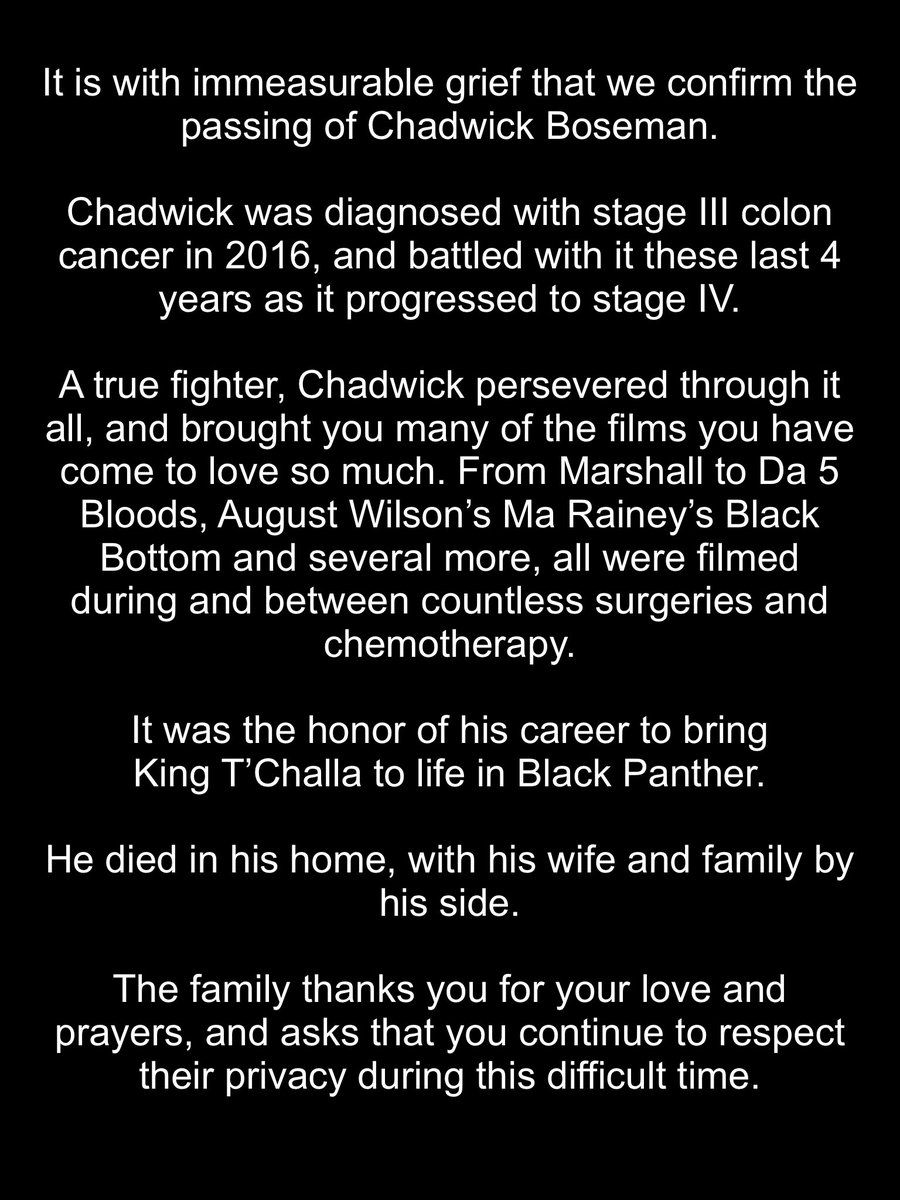 It is with immeasurable grief that we confirm the
passing of Chadwick Boseman.
Chadwick was diagnosed with stage III colon
cancer in 2016, and battled with it these last 4
years as it progressed to stage IV.
A true fighter, Chadwick persevered through it
all, and brought you many of the films you have
come to love so much. From Marshall to Da 5
Bloods, August Wilson’s Ma Rainey’s Black
Bottom and several more, all were filmed
during and between countless surgeries and
chemotherapy.
It was the honor of his career to bring
King T’Challa to life in Black Panther.
He died in his home, with his wife and family by
his side.
The family thanks you for your love and
prayers, and asks that you continue to respect
their privacy during this difficult time.